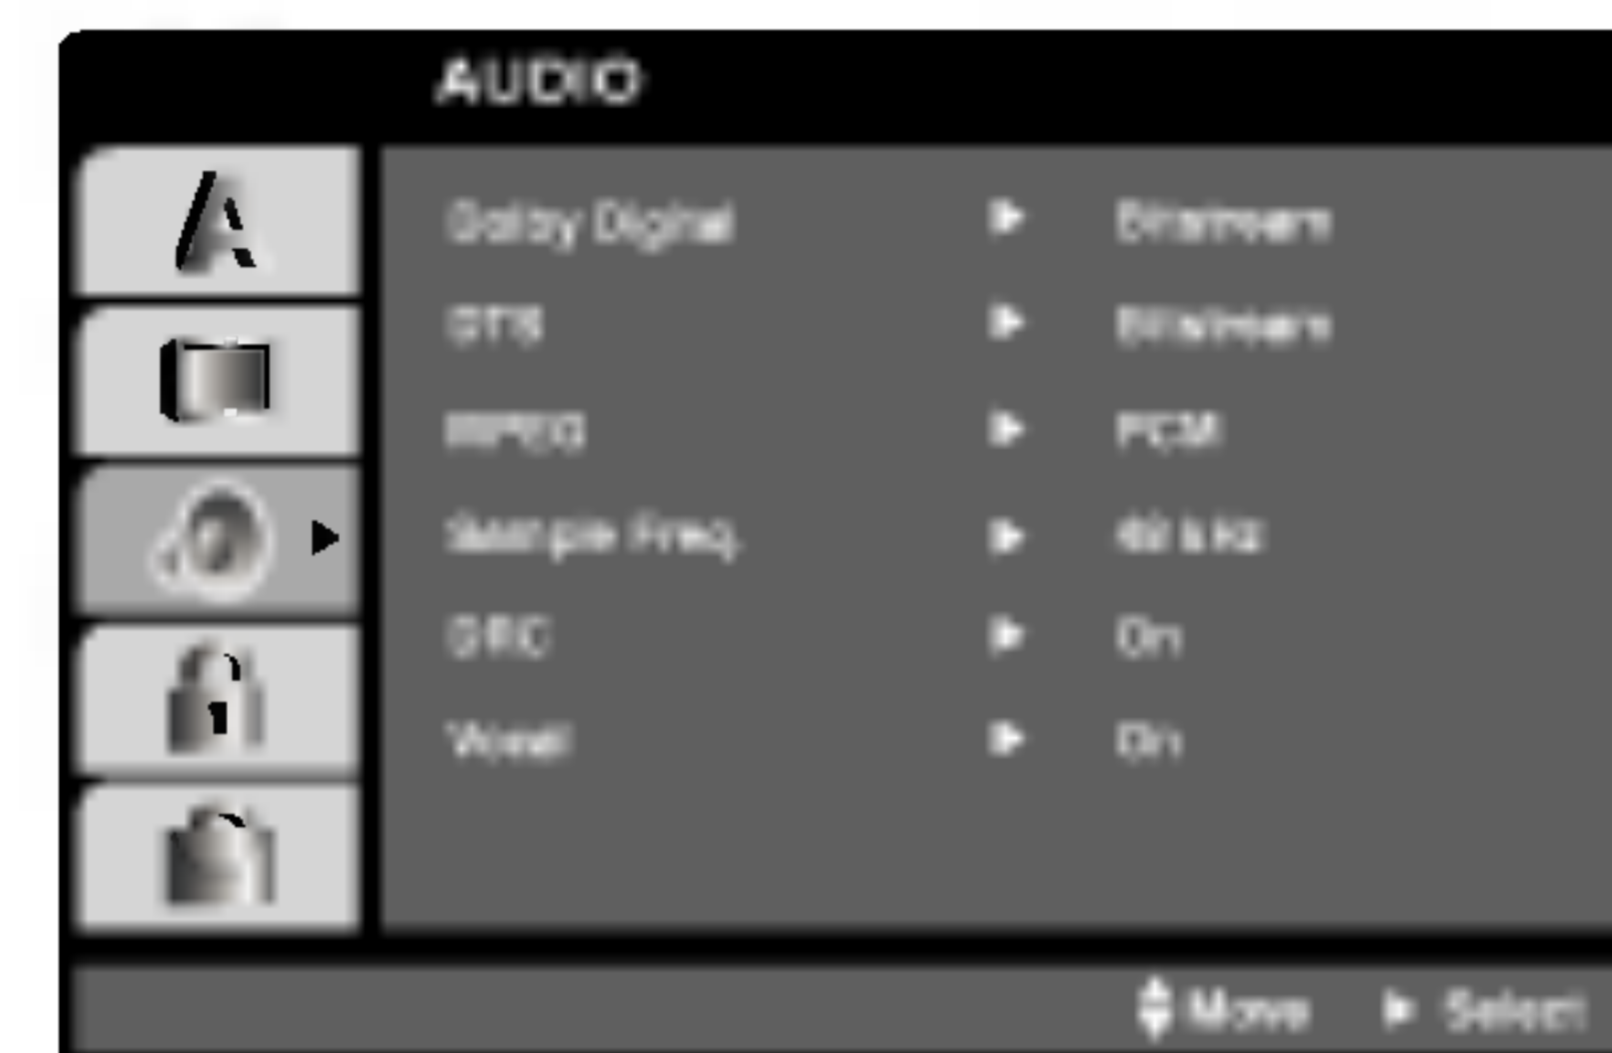 AUDIO
Dolby Digital Bitstream
DTS Bitstream
MPEG PCM
Sample Freq. 48 kHz
DRC On
Vocal On
Move Select